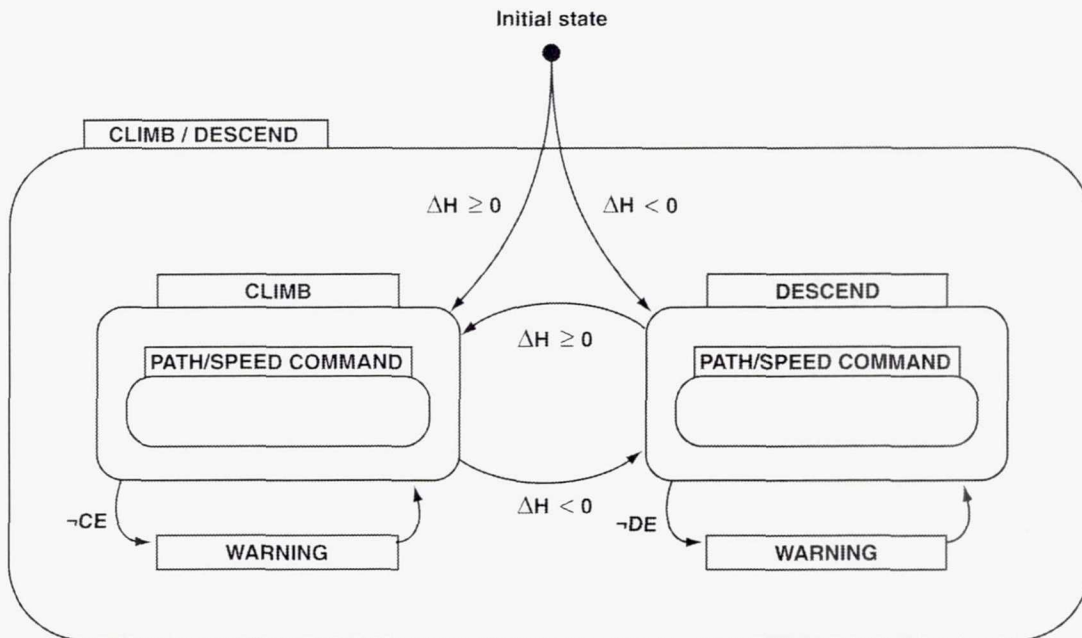 Initial state
CLIMB / DESCEND
ΔH ≥ 0
ΔH < 0
CLIMB
DESCEND
ΔH ≥ 0
PATH/SPEED COMMAND
PATH/SPEED COMMAND
ΔH < 0
¬CE
¬DE
WARNING
WARNING